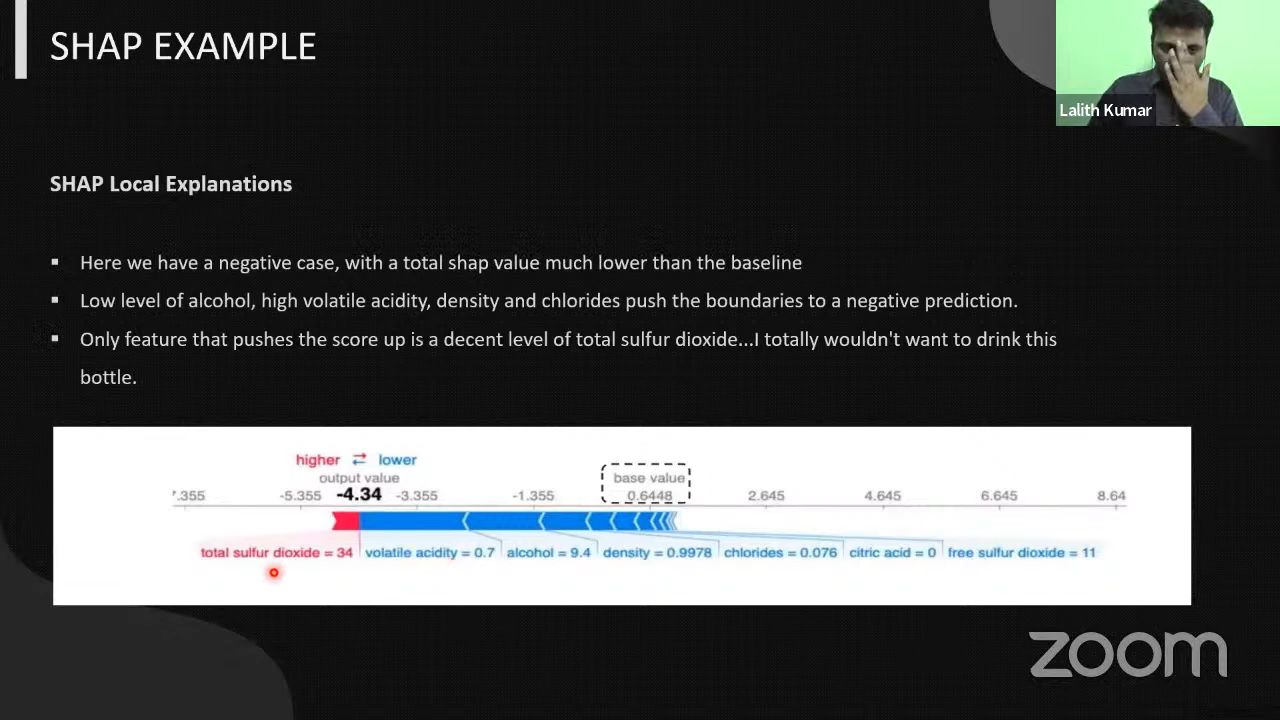 SHAP EXAMPLE
Lalith Kumar
SHAP Local Explanations
▪ Here we have a negative case, with a total shap value much lower than the baseline
▪ Low level of alcohol, high volatile acidity, density and chlorides push the boundaries to a negative prediction.
▪ Only feature that pushes the score up is a decent level of total sulfur dioxide...I totally wouldn't want to drink this
bottle.
higher ⇄ lower
output value base value
7.355 -5.355 -4.34 -3.355 -1.355 0.6448 2.645 4.645 6.645 8.64
total sulfur dioxide = 34 volatile acidity = 0.7 alcohol = 9.4 density = 0.9978 chlorides = 0.076 citric acid = 0 free sulfur dioxide = 11
zoom